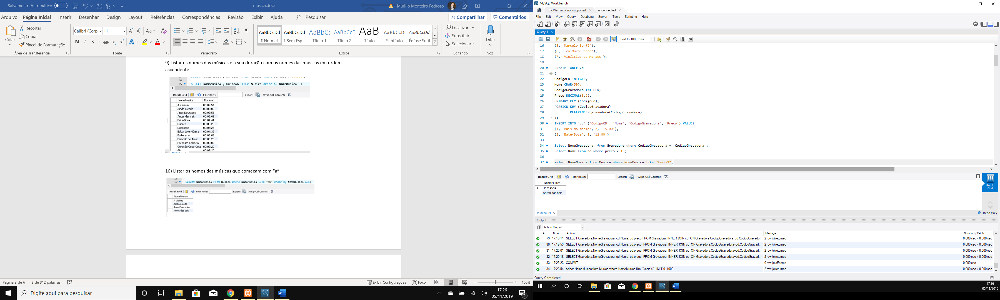 Salvamento Automático
musica.docx
Murillo Monteiro Pedroso
Arquivo Página Inicial Inserir Desenhar Design Layout Referências Correspondências Revisão Exibir Ajuda Pesquisar
Compartilhar Comentários
Colar
Recortar
Copiar
Pincel de Formatação
Área de Transferência
Calibri (Corp 11
Fonte
Parágrafo
AaBbCcDd AaBbCcDd AaBbC( AaBbCcE AaB AaBbCcD AaBbCcDd
¶ Normal ¶ Sem Esp... Título 1 Título 2 Título Subtítulo Ênfase Sutil
Estilos
Localizar
Substituir
Selecionar
Editando
Ditar
Voz
9) Listar os nomes das músicas e a sua duração com os nomes das músicas em ordem
ascendente
14
15 SELECT NomeMusica , Duracao FROM Musica order by NomeMusica ;
Result Grid Filter Rows: Export: Wrap Cell Content:
NomeMusica Duracao
A violeira 00:02:54
Ainda é cedo 00:03:00
Anos Dourados 00:02:56
Antes das seis 00:03:09
Bate-Boca 00:04:41
Biscate 00:03:20
Dezesseis 00:05:28
Eduardo e Mônica 00:04:32
Eu te amo 00:03:06
Falando de Amor 00:03:20
Faroeste Caboclo 00:09:03
Geração Coca-Cola 00:02:20
Giz 00:03:20
10) Listar os nomes das músicas que começam com “a”
16
17 Select NomeMusica From Musica Where NomeMusica LIKE "A%" Order By NomeMusica ASC;
Result Grid Filter Rows: Export: Wrap Cell Content:
NomeMusica
A violeira
Ainda é cedo
Anos Dourados
Antes das seis
Página 3 de 6 8 de 312 palavras
Exibir Configurações Foco 100%
Digite aqui para pesquisar
17:26
05/11/2019
2
MySQL Workbench
d - Warning - not supported unconnected
File Edit View Query Database Server Tools Scripting Help
Query 1
Limit to 1000 rows
16 (5, 'Marcelo Bonfá'),
17 (6, 'Ico Ouro-Preto'),
18 (7, 'Viníicius de Moraes');
19
20 CREATE TABLE Cd
21 (
22 CodigoCD INTEGER,
23 Nome CHAR(50),
24 CodigoGravadora INTEGER,
25 Preco DECIMAL(5,2),
26 PRIMARY KEY (CodigoCd),
27 FOREIGN KEY (CodigoGravadora)
28 REFERENCES gravadora(CodigoGravadora)
29 );
30 INSERT INTO `cd` (`CodigoCD`, `Nome`, `CodigoGravadora`, `Preco`) VALUES
31 (1, 'Mais do mesmo', 2, '15.00'),
32 (2, 'Bate-Boca', 1, '12.00');
33
34 Select NomeGravadora from Gravadora where CodigoGravadora = CodigoGravadora ;
35 Select Nome from cd where preco < 15;
36
37 select NomeMusica from Musica where NomeMusica like "%seis%";
Result Grid Filter Rows: Export: Wrap Cell Content:
NomeMusica
Dezesseis
Antes das seis
Result
Grid
Musica 44
Read Only
Output
Action Output
# Time Action Message Duration / Fetch
79 17:19:11 SELECT Gravadora.NomeGravadora, cd.Nome, cd.preco FROM Gravadora INNER JOIN cd ON Gravadora.CodigoGravadora=cd.CodigoGravado... 2 row(s) returned 0.000 sec / 0.000 sec
80 17:19:53 SELECT Gravadora.NomeGravadora, cd.Nome, cd.preco FROM Gravadora INNER JOIN cd ON Gravadora.CodigoGravadora=cd.CodigoGravad... 2 row(s) returned 0.000 sec / 0.000 sec
81 17:20:01 SELECT Gravadora.NomeGravadora, cd.Nome, cd.preco FROM Gravadora INNER JOIN cd ON Gravadora.CodigoGravadora=cd.CodigoGravad... 2 row(s) returned 0.000 sec / 0.000 sec
82 17:20:16 SELECT Gravadora.NomeGravadora, cd.Nome, cd.preco FROM Gravadora INNER JOIN cd ON Gravadora.CodigoGravadora=cd.CodigoGravad... 2 row(s) returned 0.000 sec / 0.000 sec
83 17:23:23 COMMIT 0 row(s) affected 0.000 sec
84 17:26:54 select NomeMusica from Musica where NomeMusica like "%seis%" LIMIT 0, 1000 2 row(s) returned 0.000 sec / 0.000 sec
Query Completed
17:26
05/11/2019